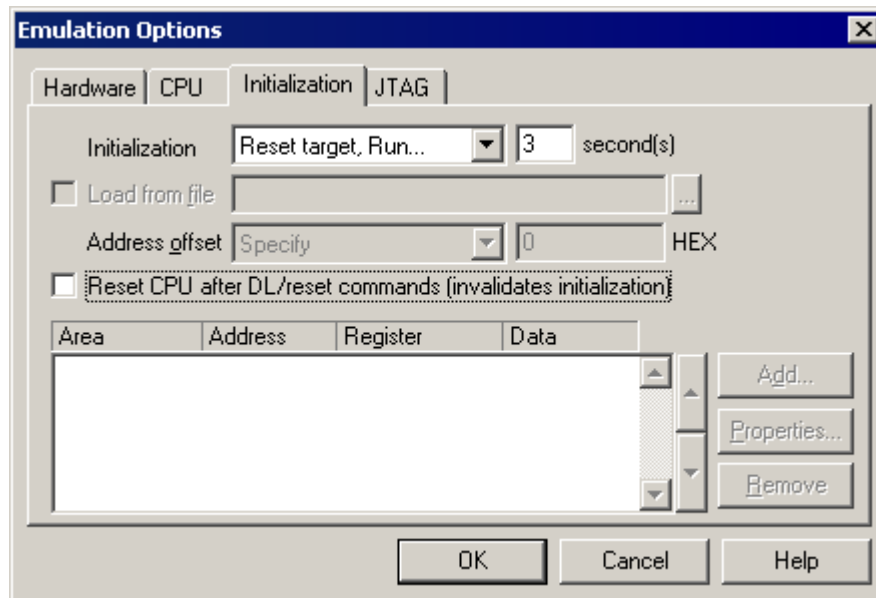 Emulation Options
Hardware CPU Initialization JTAG
Initialization Reset target, Run... 3 second(s)
Load from file ...
Address offset Specify 0 HEX
Reset CPU after DL/reset commands (invalidates initialization)
Area Address Register Data
Add...
Properties...
Remove
OK Cancel Help